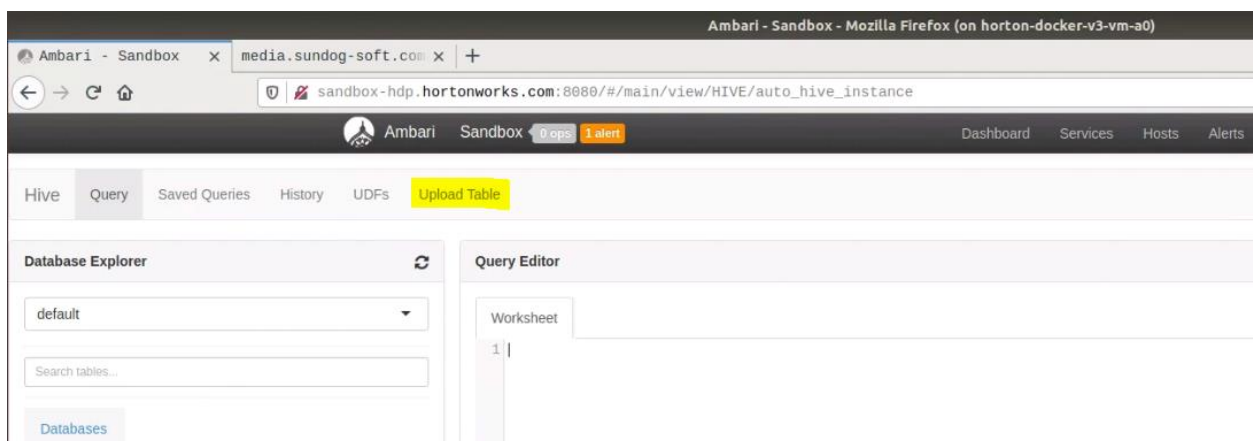 Ambari - Sandbox - Mozilla Firefox (on horton-docker-v3-vm-a0)
Ambari - Sandbox × media.sundog-soft.com × +
sandbox-hdp.hortonworks.com:8080/#/main/view/HIVE/auto_hive_instance
Ambari Sandbox 0 ops 1 alert Dashboard Services Hosts Alerts
Hive Query Saved Queries History UDFs Upload Table
Database Explorer Query Editor
default Worksheet
1
Search tables...
Databases